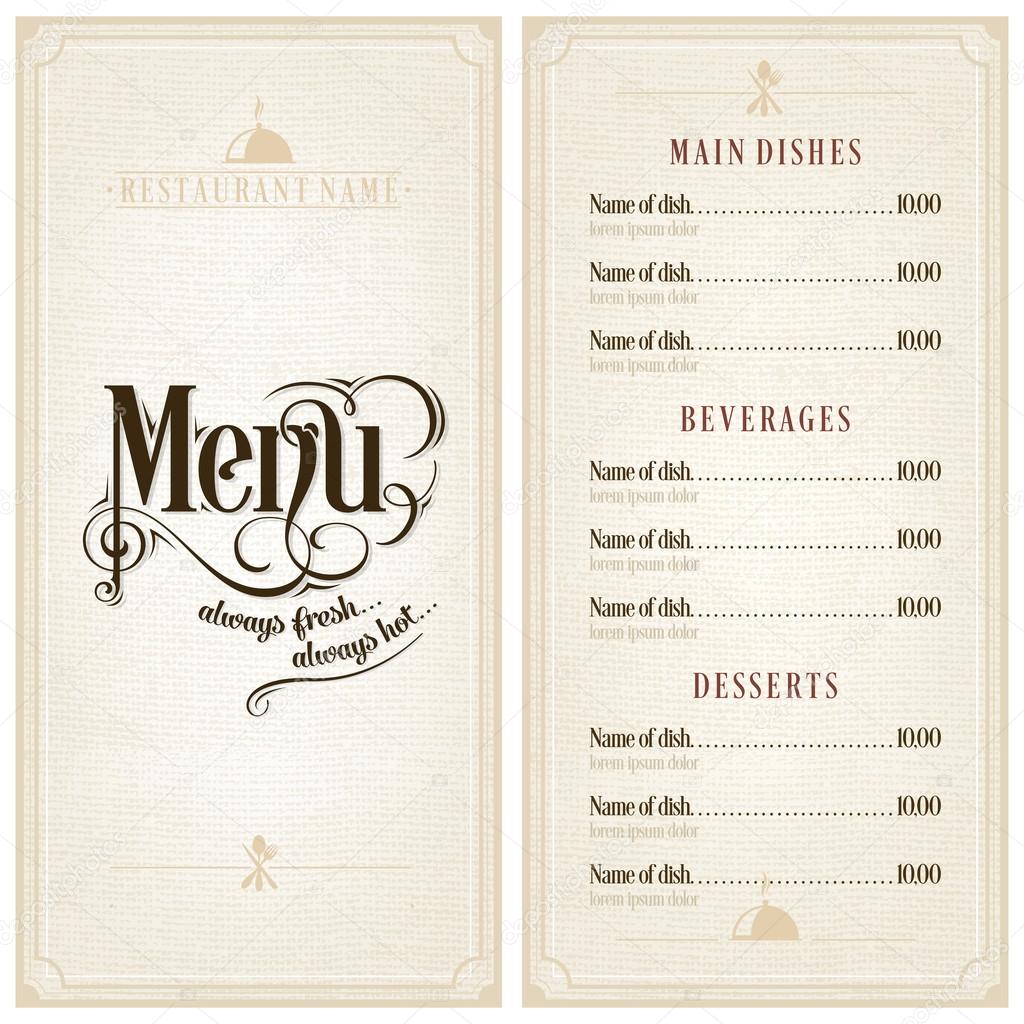 ·RESTAURANT NAME·
Menu
always fresh...
always hot...
MAIN DISHES
Name of dish..............................10,00
lorem ipsum dolor
Name of dish..............................10,00
lorem ipsum dolor
Name of dish..............................10,00
lorem ipsum dolor
BEVERAGES
Name of dish..............................10,00
lorem ipsum dolor
Name of dish..............................10,00
lorem ipsum dolor
Name of dish..............................10,00
lorem ipsum dolor
DESSERTS
Name of dish..............................10,00
lorem ipsum dolor
Name of dish..............................10,00
lorem ipsum dolor
Name of dish..............................10,00
lorem ipsum dolor
depositphotos